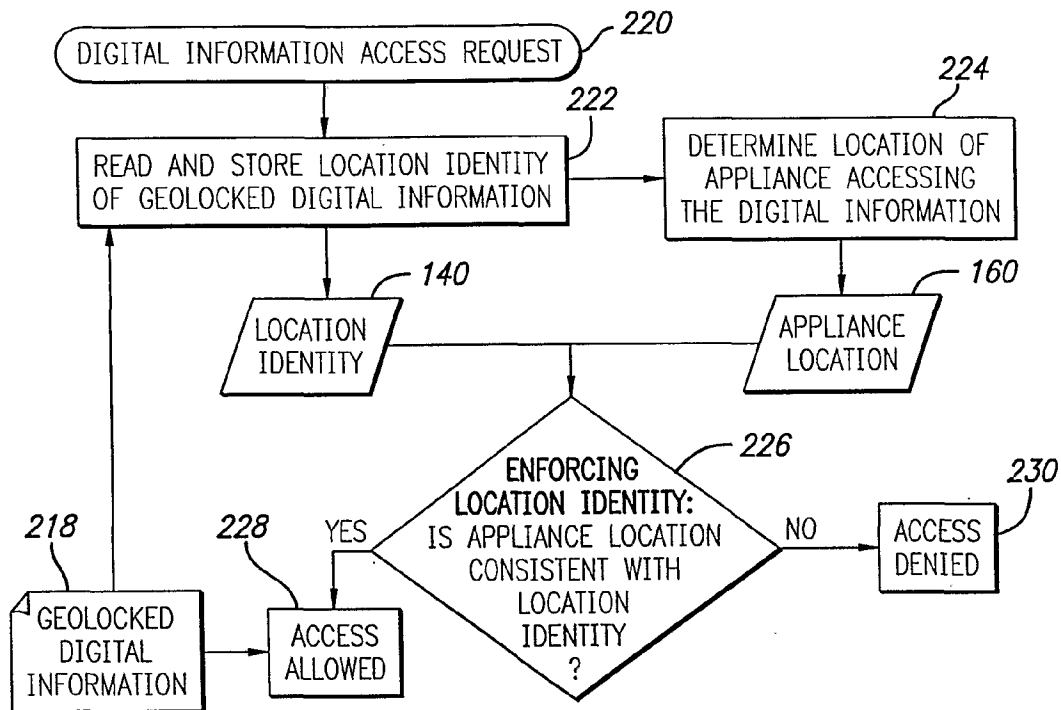 DIGITAL INFORMATION ACCESS REQUEST
220
222
READ AND STORE LOCATION IDENTITY
OF GEOLOCKED DIGITAL INFORMATION
224
DETERMINE LOCATION OF
APPLIANCE ACCESSING
THE DIGITAL INFORMATION
140
LOCATION
IDENTITY
160
APPLIANCE
LOCATION
226
ENFORCING
LOCATION IDENTITY:
IS APPLIANCE LOCATION
CONSISTENT WITH
LOCATION
IDENTITY
?
YES
NO
230
ACCESS
DENIED
218
GEOLOCKED
DIGITAL
INFORMATION
228
ACCESS
ALLOWED